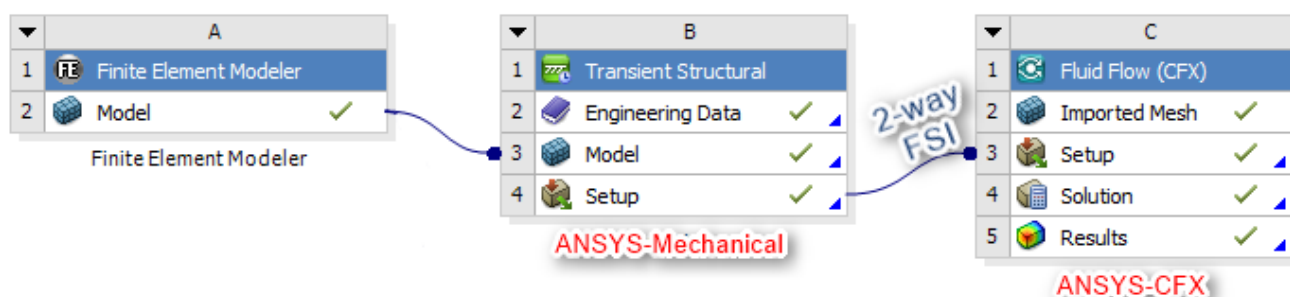 A
1 FE Finite Element Modeler
2 Model
Finite Element Modeler
B
1 Transient Structural
2 Engineering Data
3 Model
4 Setup
ANSYS-Mechanical
2-way
FSI
C
1 Fluid Flow (CFX)
2 Imported Mesh
3 Setup
4 Solution
5 Results
ANSYS-CFX